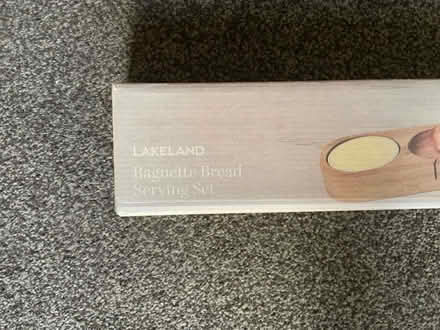 LAKELAND
Baguette Bread
Serving Set